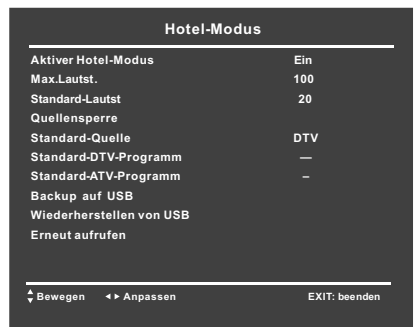 Hotel-Modus
Aktiver Hotel-Modus Ein
Max.Lautst. 100
Standard-Lautst 20
Quellensperre
Standard-Quelle DTV
Standard-DTV-Programm —
Standard-ATV-Programm –
Backup auf USB
Wiederherstellen von USB
Erneut aufrufen
Bewegen Anpassen EXIT: beenden